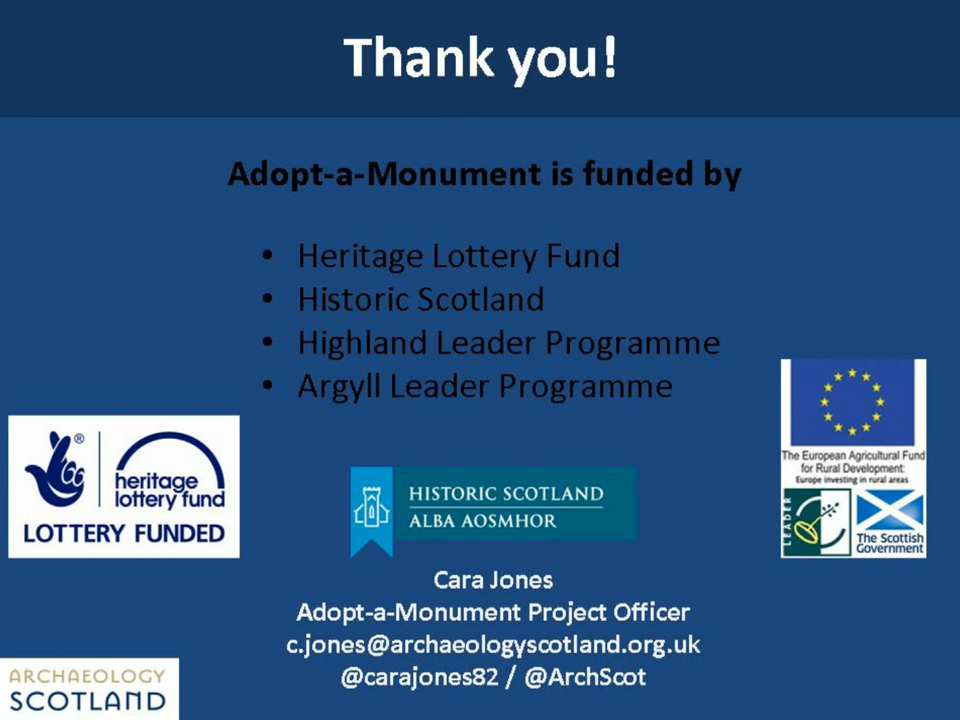 Thank you!
Adopt-a-Monument is funded by
• Heritage Lottery Fund
• Historic Scotland
• Highland Leader Programme
• Argyll Leader Programme
®
heritage
lottery fund
LOTTERY FUNDED
HISTORIC SCOTLAND
ALBA AOSMHOR
The European Agricultural Fund
for Rural Development:
Europe investing in rural areas
LEADER
The Scottish
Government
Cara Jones
Adopt-a-Monument Project Officer
c.jones@archaeologyscotland.org.uk
@carajones82 / @ArchScot
ARCHAEOLOGY
SCOTLAND